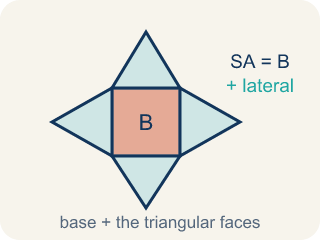 SA = B
+ lateral
B
base + the triangular faces